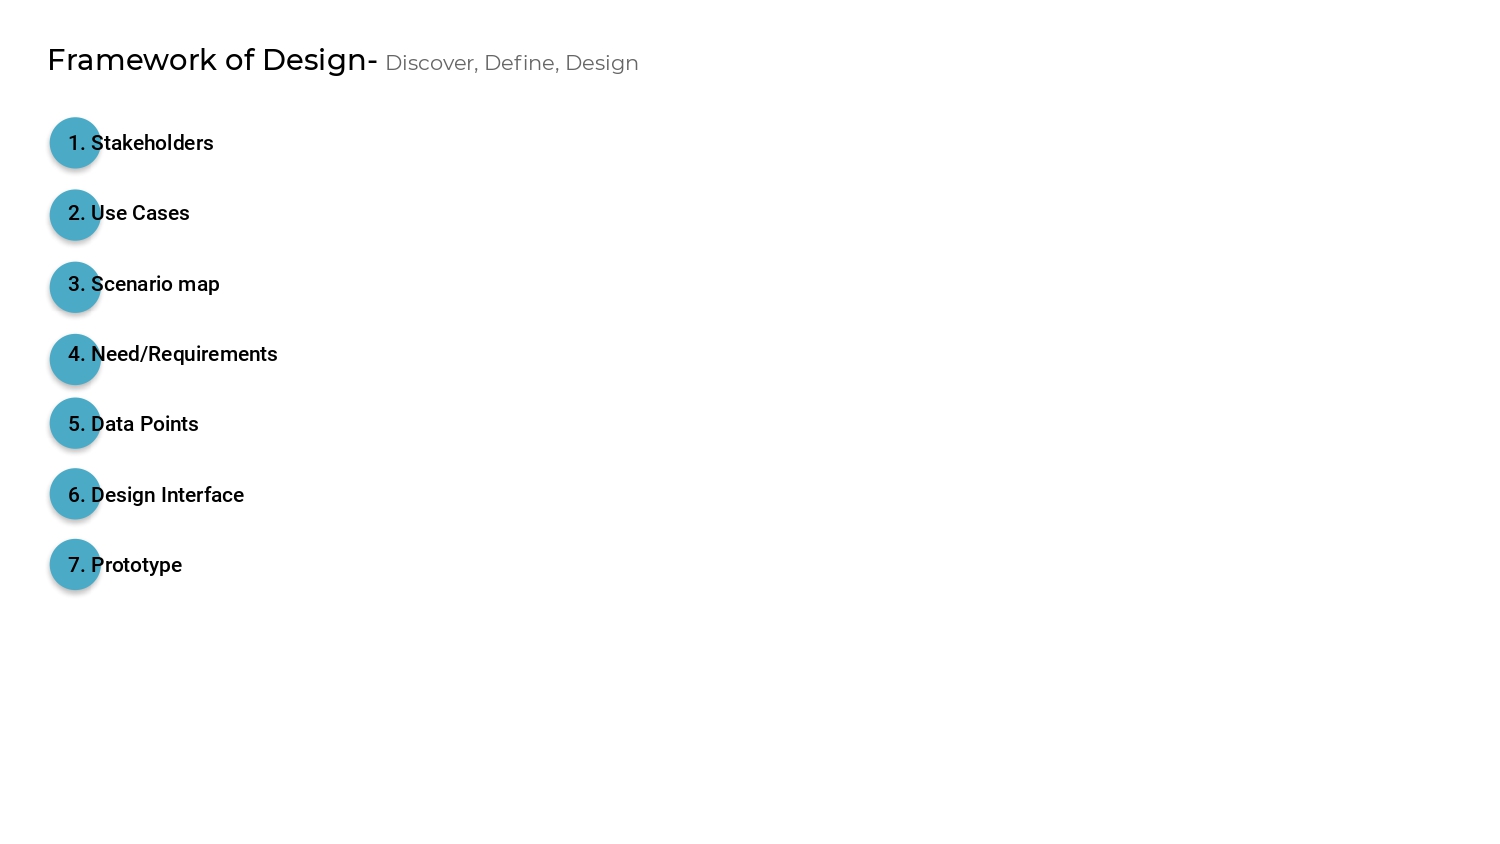 Framework of Design- Discover, Define, Design
1. Stakeholders
2. Use Cases
3. Scenario map
4. Need/Requirements
5. Data Points
6. Design Interface
7. Prototype